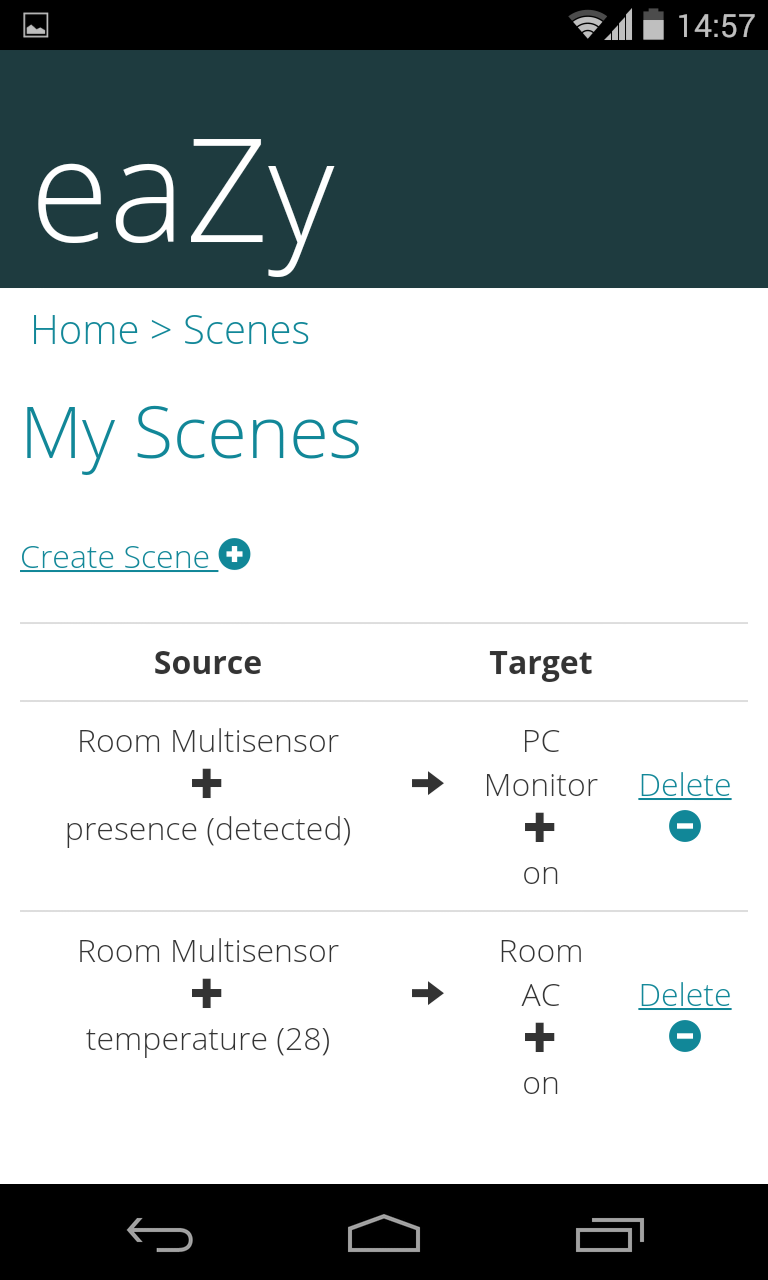 14:57
eaZy
Home > Scenes
My Scenes
Create Scene
Source Target
Room Multisensor
presence (detected)
PC
Monitor
on
Delete
Room Multisensor
temperature (28)
Room
AC
on
Delete